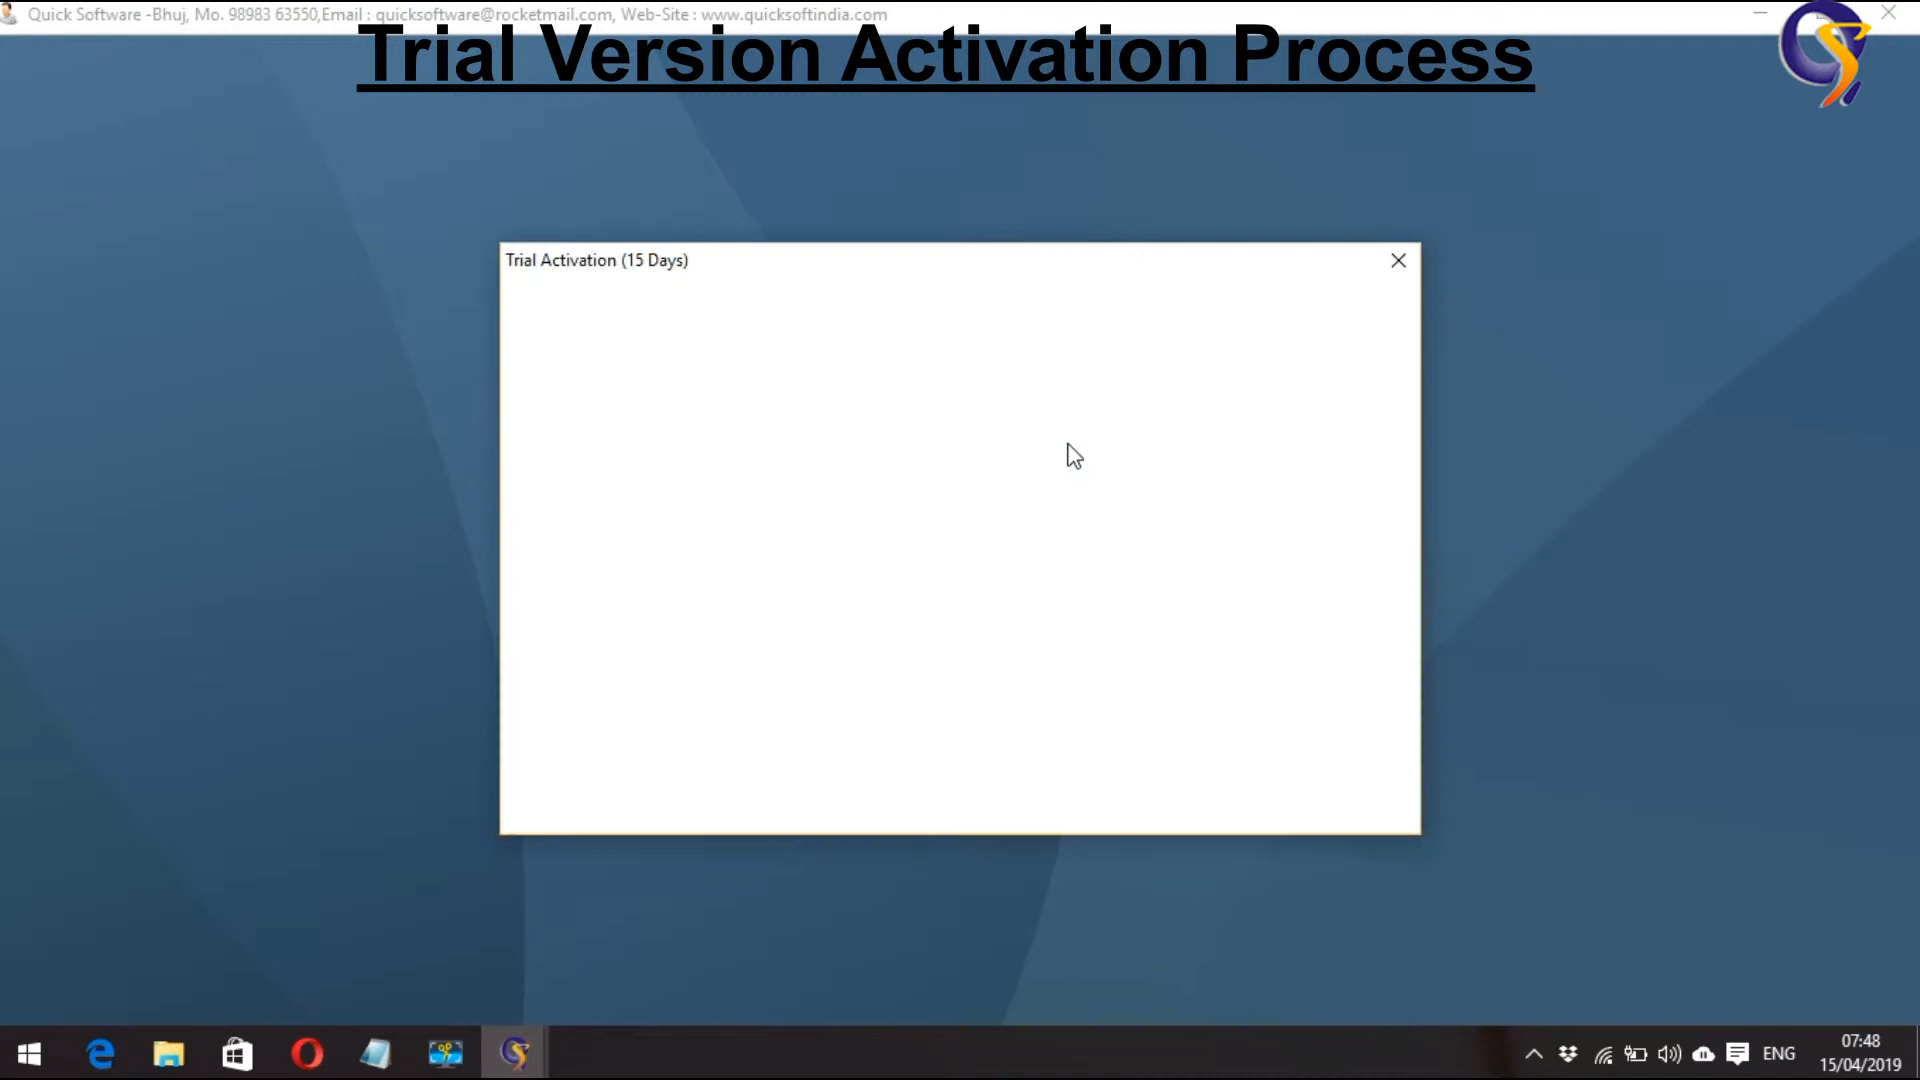 Quick Software -Bhuj, Mo. 98983 63550,Email : quicksoftware@rocketmail.com, Web-Site : www.quicksoftindia.com
Trial Version Activation Process
Trial Activation (15 Days)
ENG
07:48
15/04/2019